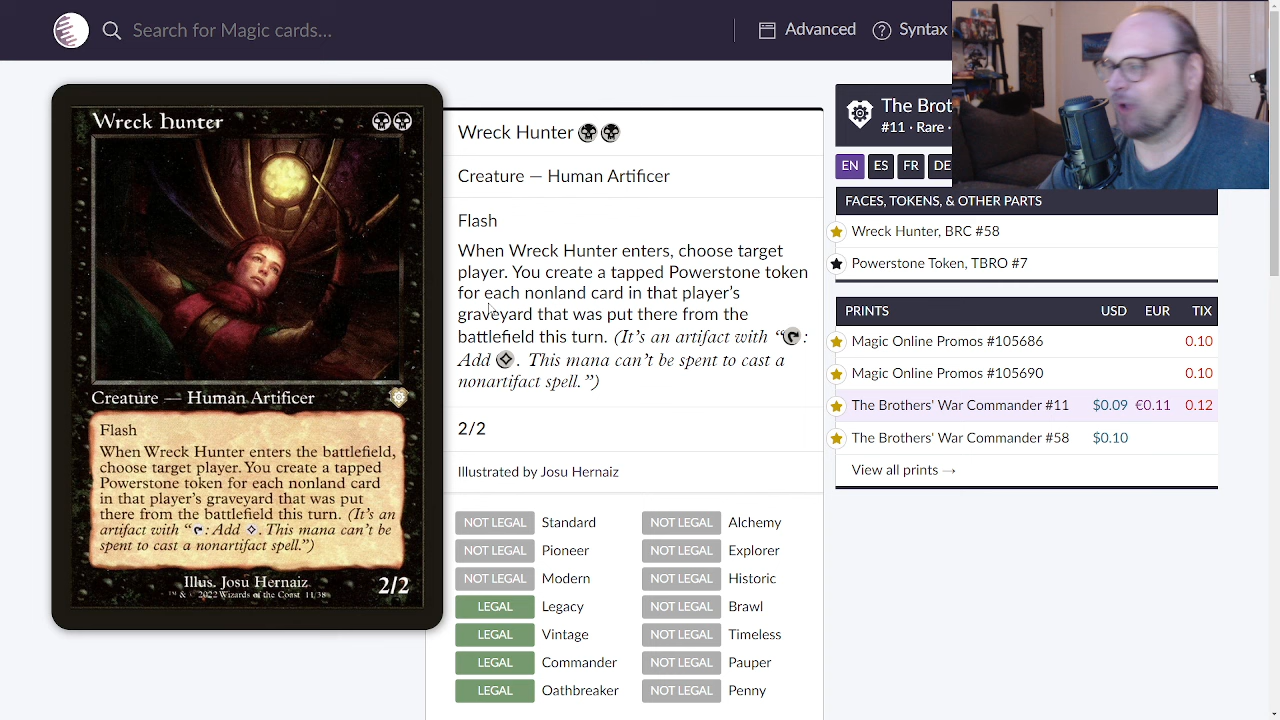 Search for Magic cards...
Advanced
Syntax
Wreck Hunter
Creature — Human Artificer
Flash
When Wreck Hunter enters the battlefield,
choose target player. You create a tapped
Powerstone token for each nonland card
in that player's graveyard that was put
there from the battlefield this turn. (It's an
artifact with “: Add . This mana can't be
spent to cast a nonartifact spell.”)
Illus. Josu Hernaiz
™ & © 2022 Wizards of the Coast 11/38
2/2
Wreck Hunter
Creature — Human Artificer
Flash
When Wreck Hunter enters, choose target
player. You create a tapped Powerstone token
for each nonland card in that player’s
graveyard that was put there from the
battlefield this turn. (It’s an artifact with “:
Add . This mana can’t be spent to cast a
nonartifact spell.”)
2/2
Illustrated by Josu Hernaiz
NOT LEGAL Standard NOT LEGAL Alchemy
NOT LEGAL Pioneer NOT LEGAL Explorer
NOT LEGAL Modern NOT LEGAL Historic
LEGAL Legacy NOT LEGAL Brawl
LEGAL Vintage NOT LEGAL Timeless
LEGAL Commander NOT LEGAL Pauper
LEGAL Oathbreaker NOT LEGAL Penny
The Brot
#11 · Rare ·
EN ES FR DE
FACES, TOKENS, & OTHER PARTS
Wreck Hunter, BRC #58
Powerstone Token, TBRO #7
PRINTS USD EUR TIX
Magic Online Promos #105686 0.10
Magic Online Promos #105690 0.10
The Brothers’ War Commander #11 $0.09 €0.11 0.12
The Brothers’ War Commander #58 $0.10
View all prints →